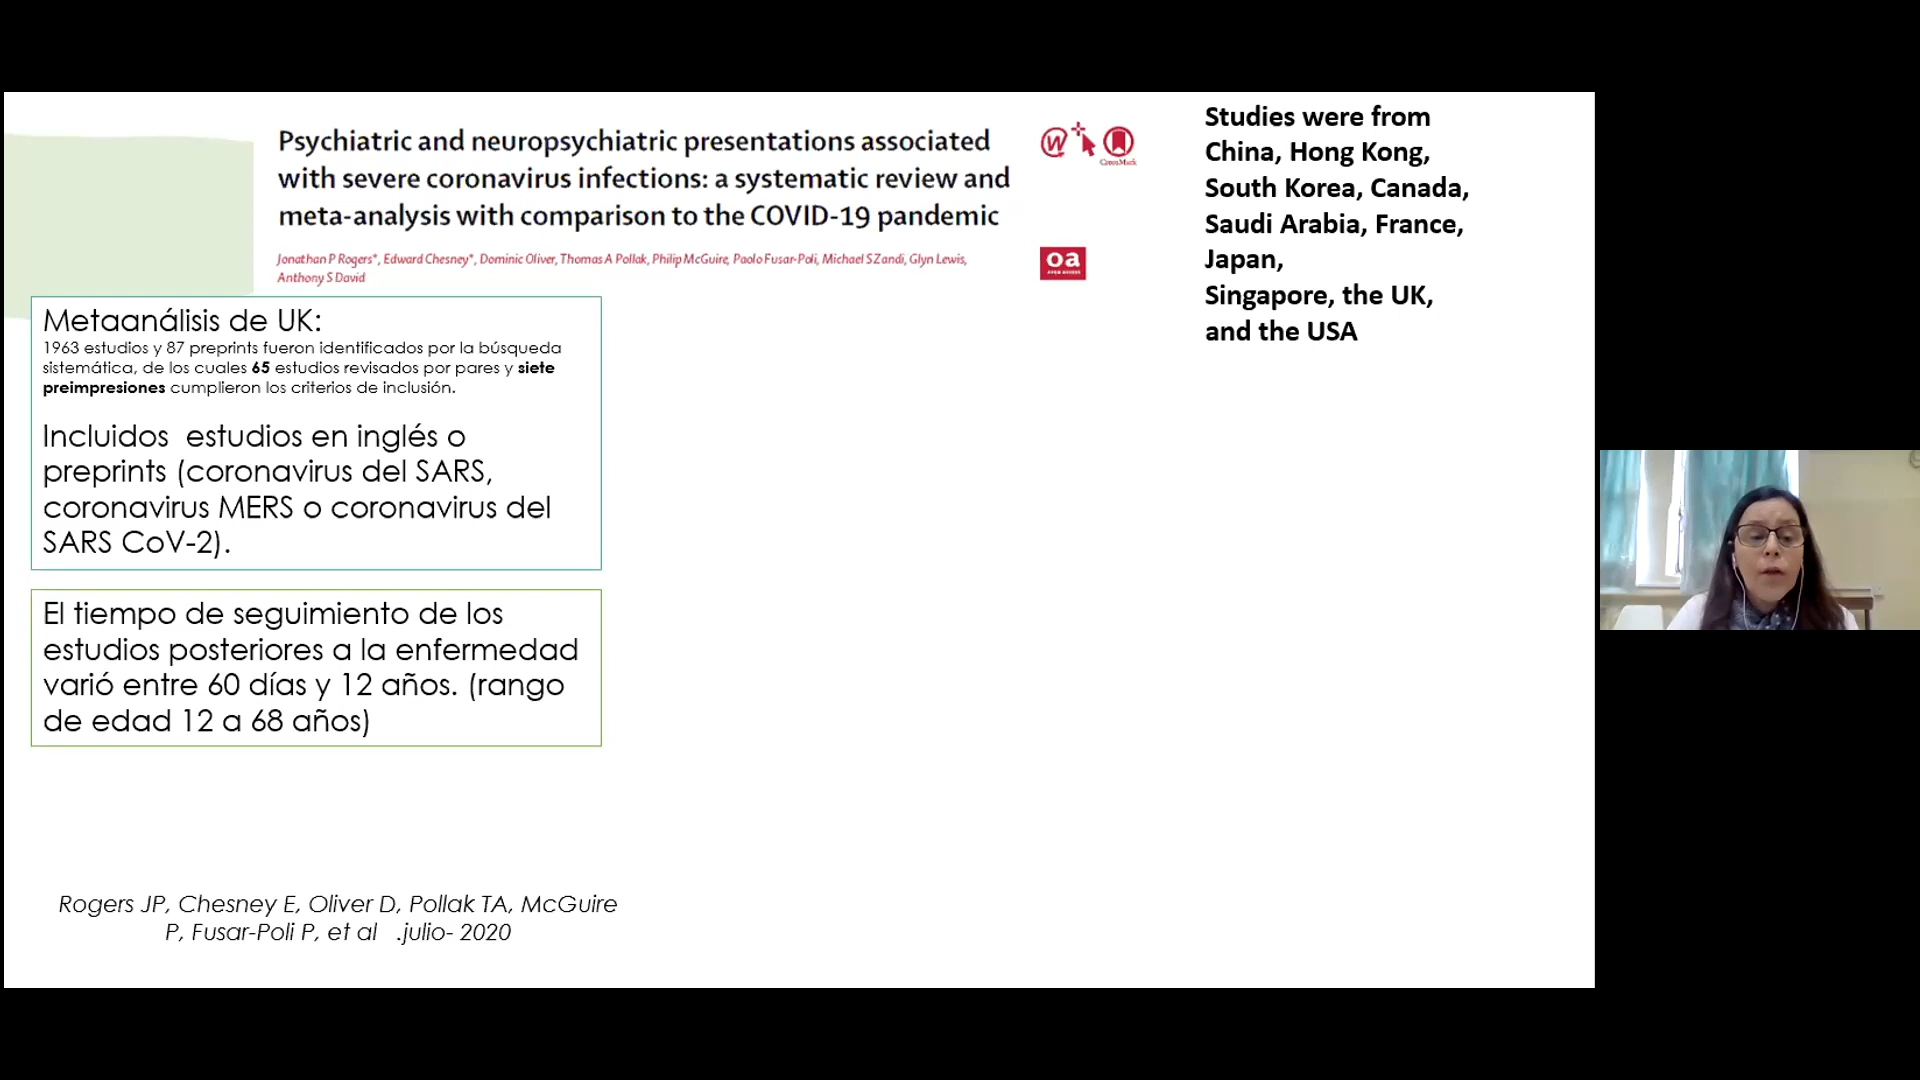 Psychiatric and neuropsychiatric presentations associated
with severe coronavirus infections: a systematic review and
meta-analysis with comparison to the COVID-19 pandemic
Jonathan P Rogers*, Edward Chesney*, Dominic Oliver, Thomas A Pollak, Philip McGuire, Paolo Fusar-Poli, Michael S Zandi, Glyn Lewis,
Anthony S David
W
CrossMark
oa
OPEN ACCESS
Studies were from
China, Hong Kong,
South Korea, Canada,
Saudi Arabia, France,
Japan,
Singapore, the UK,
and the USA
Metaanálisis de UK:
1963 estudios y 87 preprints fueron identificados por la búsqueda
sistemática, de los cuales 65 estudios revisados por pares y siete
preimpresiones cumplieron los criterios de inclusión.
Incluidos estudios en inglés o
preprints (coronavirus del SARS,
coronavirus MERS o coronavirus del
SARS CoV-2).
El tiempo de seguimiento de los
estudios posteriores a la enfermedad
varió entre 60 días y 12 años. (rango
de edad 12 a 68 años)
Rogers JP, Chesney E, Oliver D, Pollak TA, McGuire
P, Fusar-Poli P, et al .julio- 2020